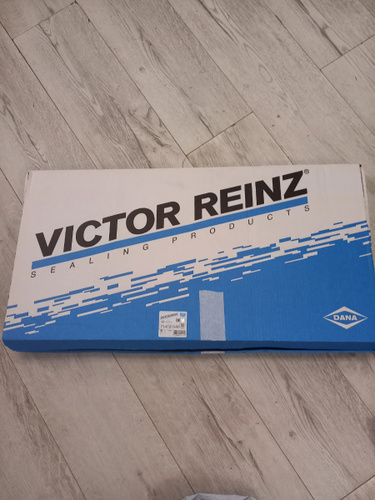 VICTOR REINZ®
SEALING PRODUCTS
DANA